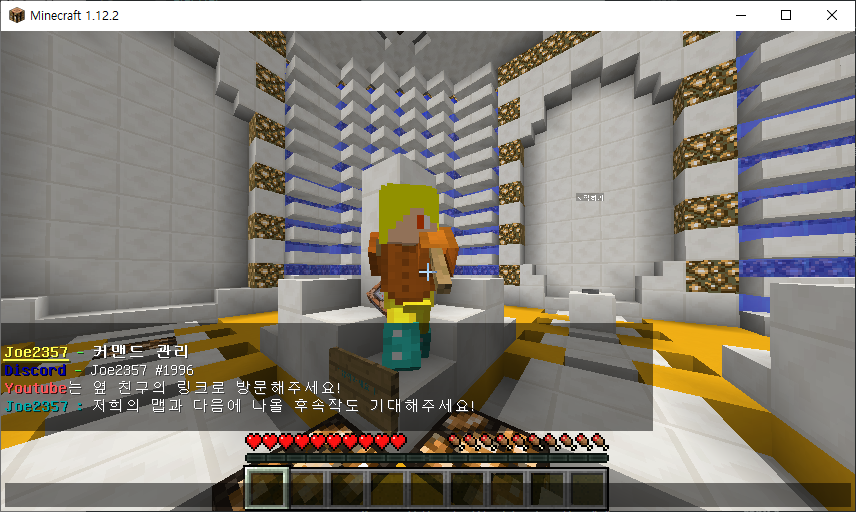 Minecraft 1.12.2
Joe2357 - 커맨드 관리
Discord - Joe2357 #1996
Youtube는 옆 친구의 링크로 방문해주세요!
Joe2357 : 저희의 맵과 다음에 나올 후속작도 기대해주세요!